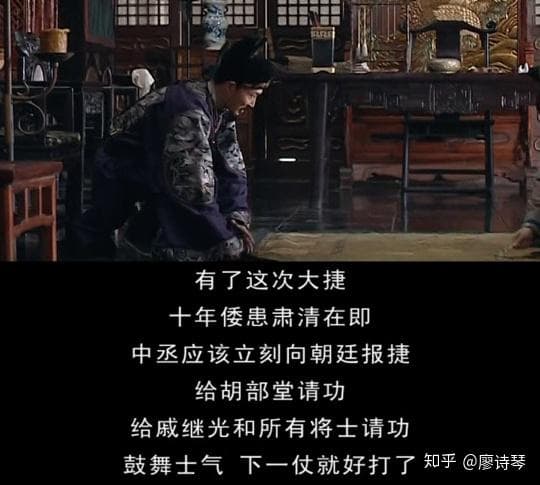 有了这次大捷
十年倭患肃清在即
中丞应该立刻向朝廷报捷
给胡部堂请功
给戚继光和所有将士请功
鼓舞士气 下一仗就好打了
知乎 @廖诗琴